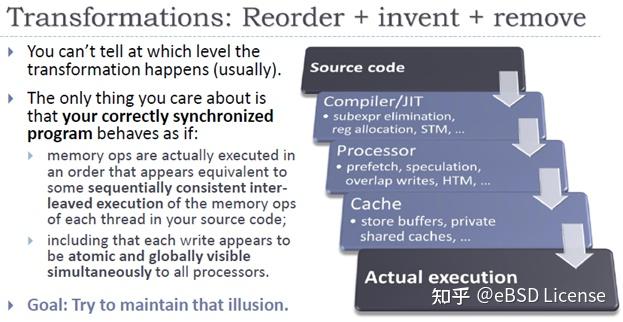 Transformations: Reorder + invent + remove
You can't tell at which level the
transformation happens (usually).
The only thing you care about is
that your correctly synchronized
program behaves as if:
memory ops are actually executed in
an order that appears equivalent to
some sequentially consistent inter-
leaved execution of the memory ops
of each thread in your source code;
including that each write appears to
be atomic and globally visible
simultaneously to all processors.
Goal: Try to maintain that illusion.
Source code
Compiler/JIT
• subexpr elimination,
reg allocation, STM, ...
Processor
• prefetch, speculation,
overlap writes, HTM, ...
Cache
• store buffers, private
shared caches, ...
Actual execution
知乎 @eBSD License